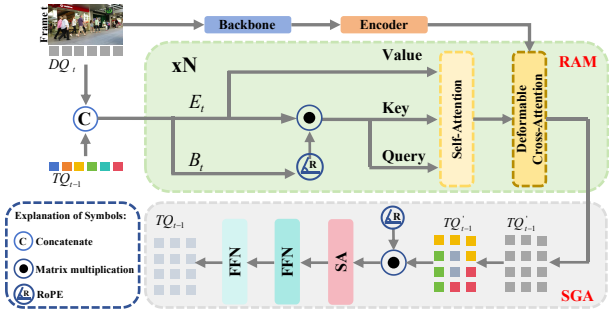 Frame t
Backbone
Encoder
DQ_t
xN
Value
RAM
E_t
Key
C
B_t
R
Query
Self-Attention
Deformable
Cross-Attention
TQ_{t-1}
Explanation of Symbols:
C Concatenate
Matrix multiplication
R RoPE
TQ_{t-1}
FFN
FFN
SA
R
TQ^'_{t-1}
TQ^'_{t-1}
SGA